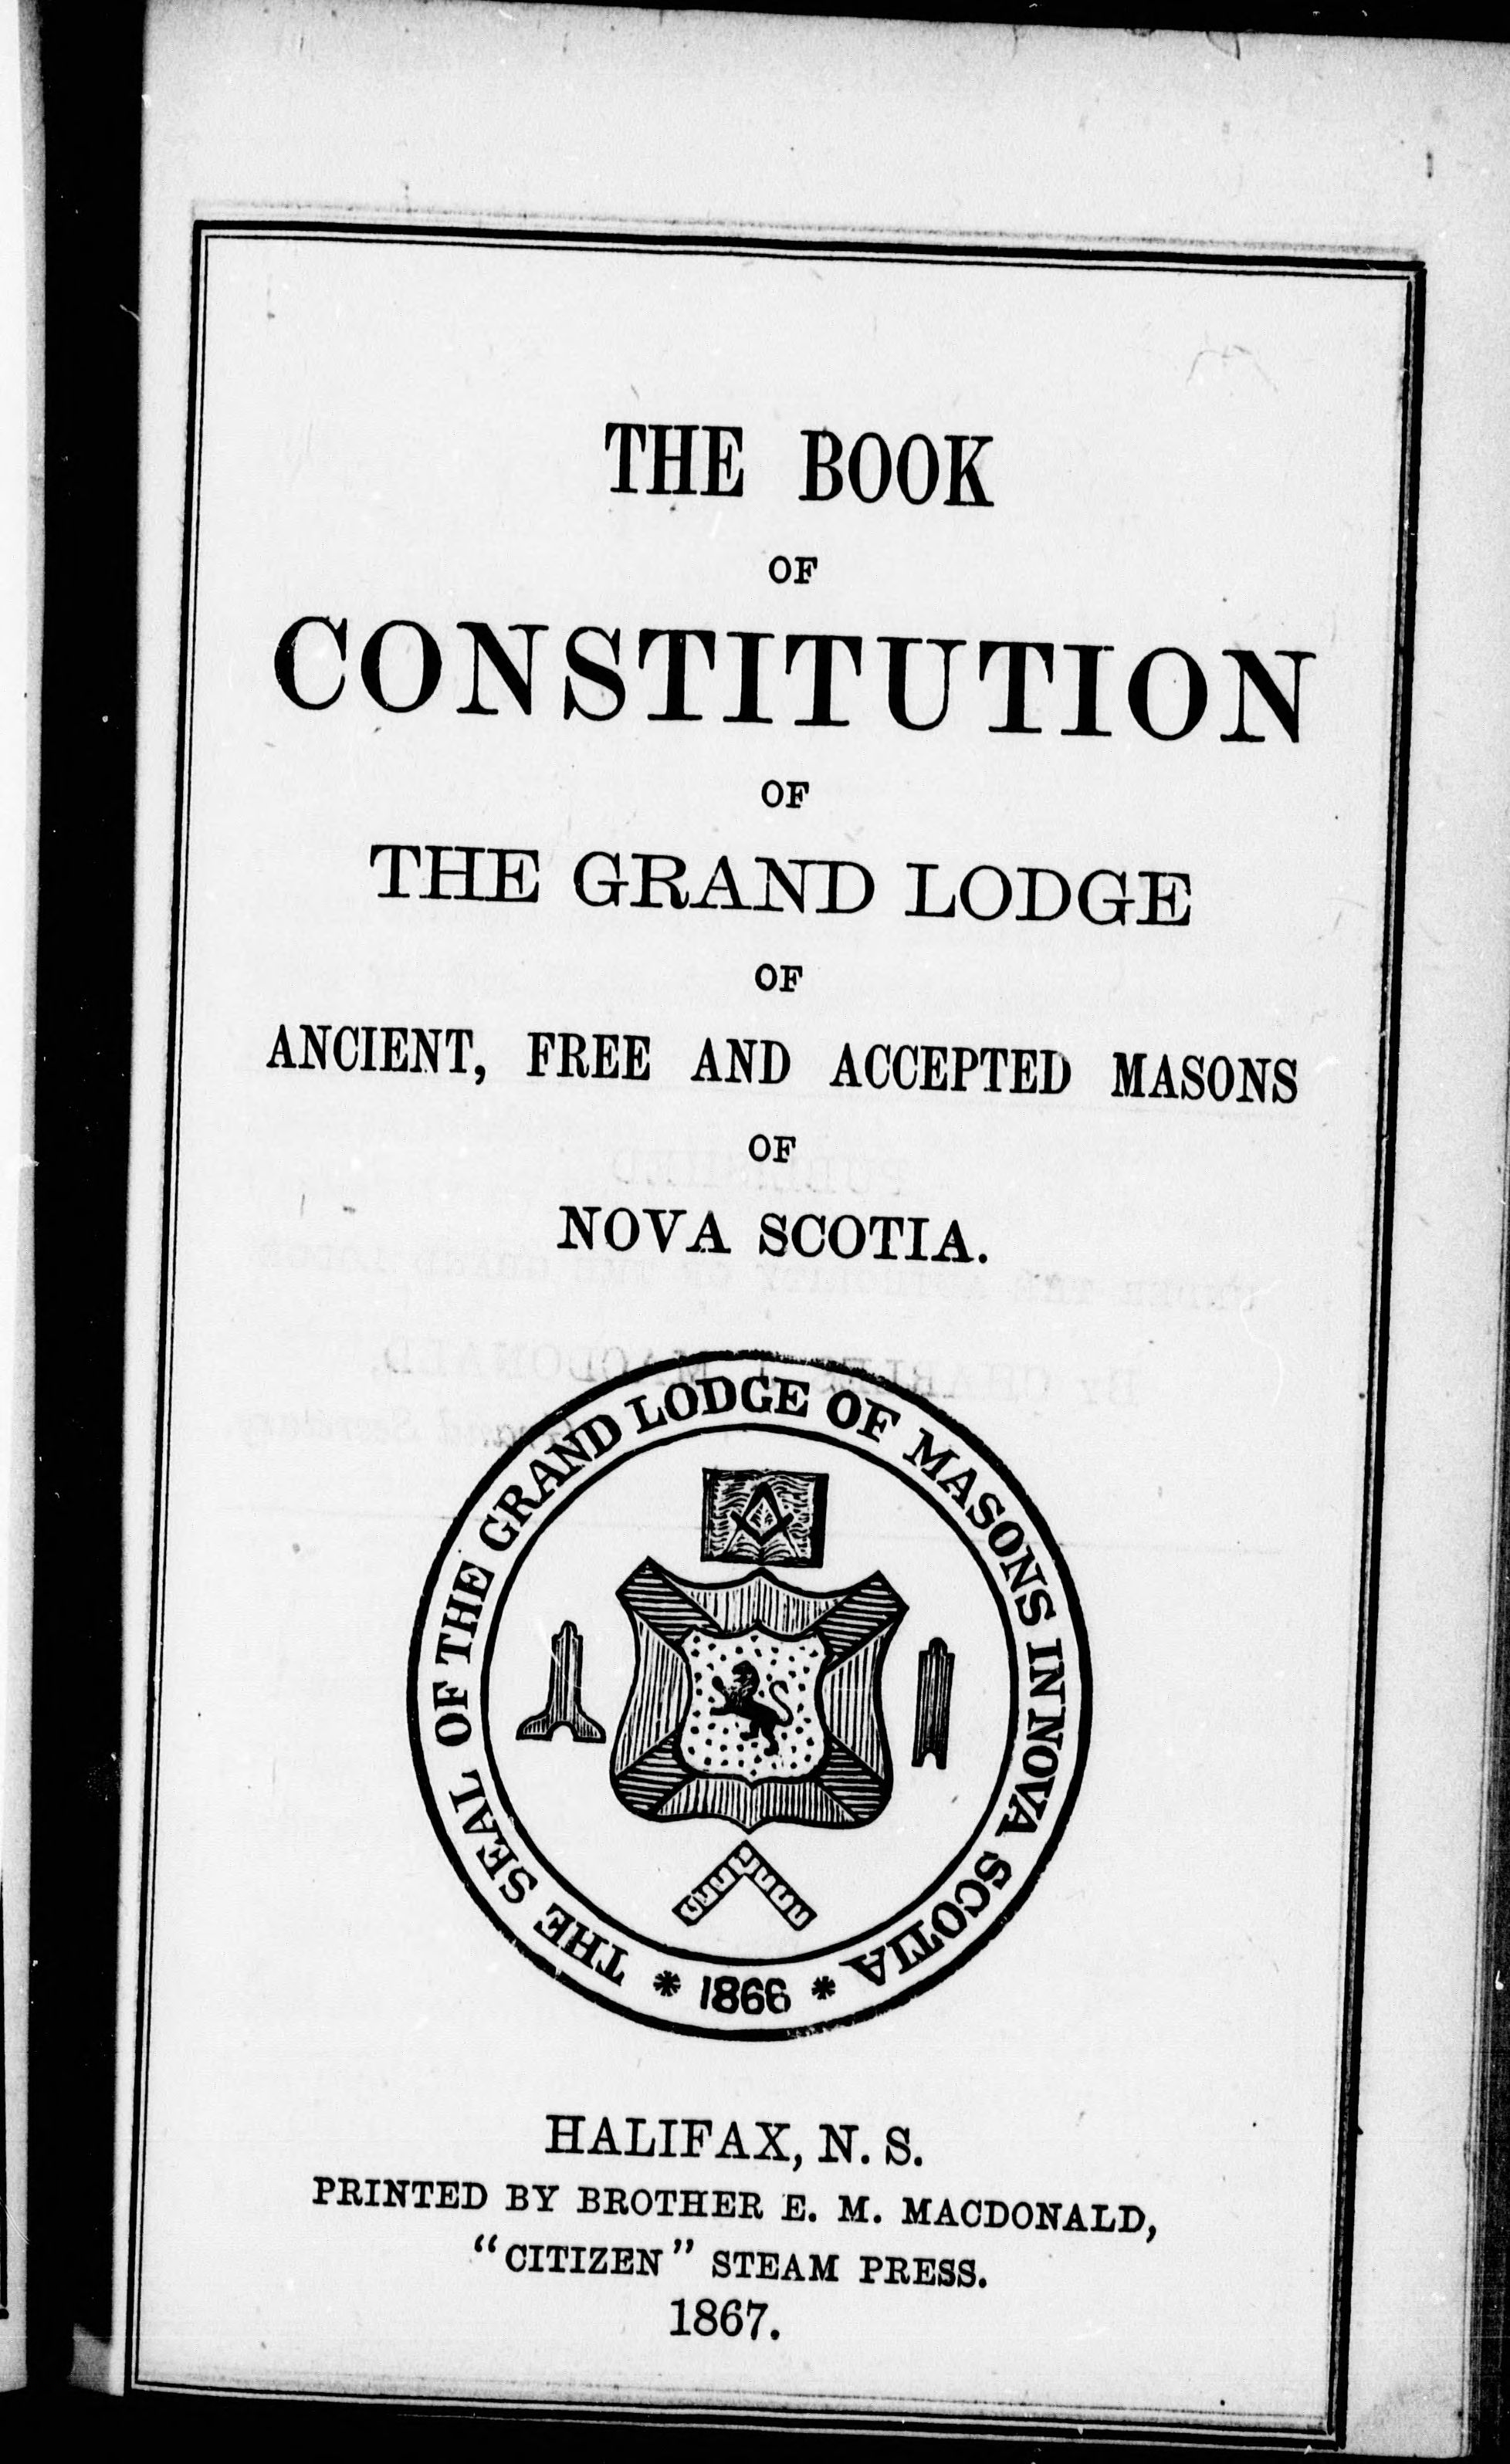 THE BOOK
OF
CONSTITUTION
OF
THE GRAND LODGE
OF
ANCIENT, FREE AND ACCEPTED MASONS
OF
NOVA SCOTIA.
THE SEAL OF THE GRAND LODGE OF MASONS IN NOVA SCOTIA
* 1866 *
HALIFAX, N. S.
PRINTED BY BROTHER E. M. MACDONALD,
"CITIZEN" STEAM PRESS.
1867.